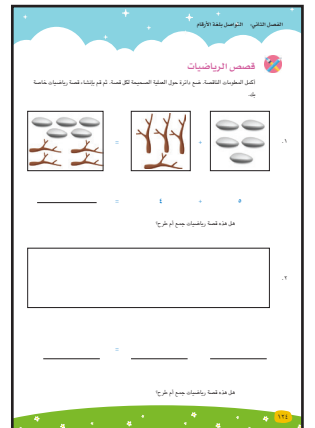 الفصل الثاني: التواصل بلغة الأرقام
قصص الرياضيات
أكمل المعلومات الناقصة. ضع دائرة حول العملية الصحيحة لكل قصة. ثم قم بإنشاء قصة رياضيات خاصة
بك.
١.
+ =
٥ + ٤ =
هل هذه قصة رياضيات جمع أم طرح؟
٢.
=
هل هذه قصة رياضيات جمع أم طرح؟
١٢٤